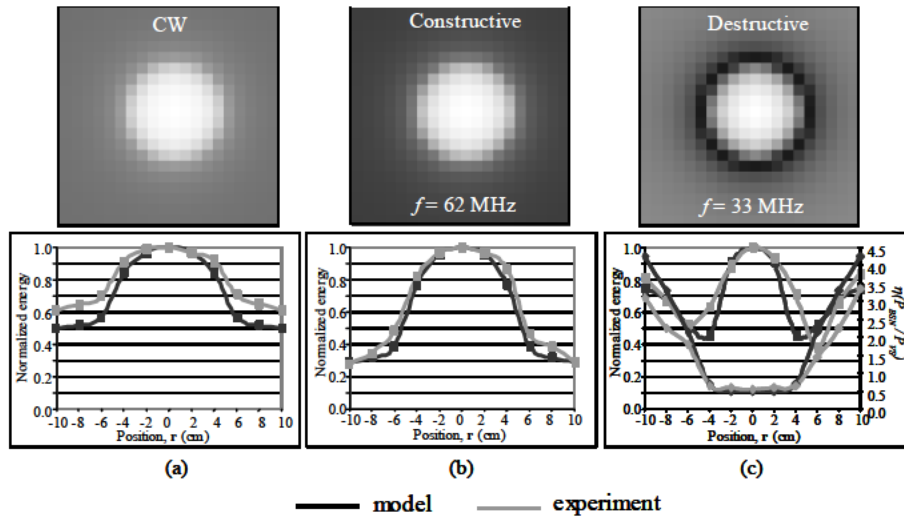 CW
Constructive
Destructive
f = 62 MHz
f = 33 MHz
1.0
0.8
0.6
0.4
0.2
0.0
Normalized energy
-10 -8 -6 -4 -2 0 2 4 6 8 10
Position, r (cm)
1.0
0.8
0.6
0.4
0.2
0.0
Normalized energy
-10 -8 -6 -4 -2 0 2 4 6 8 10
Position, r (cm)
1.0
0.8
0.6
0.4
0.2
0.0
Normalized energy
-10 -8 -6 -4 -2 0 2 4 6 8 10
Position, r (cm)
4.5
4.0
3.5
3.0
2.5
2.0
1.5
1.0
0.5
0.0
(a)
(b)
(c)
model
experiment